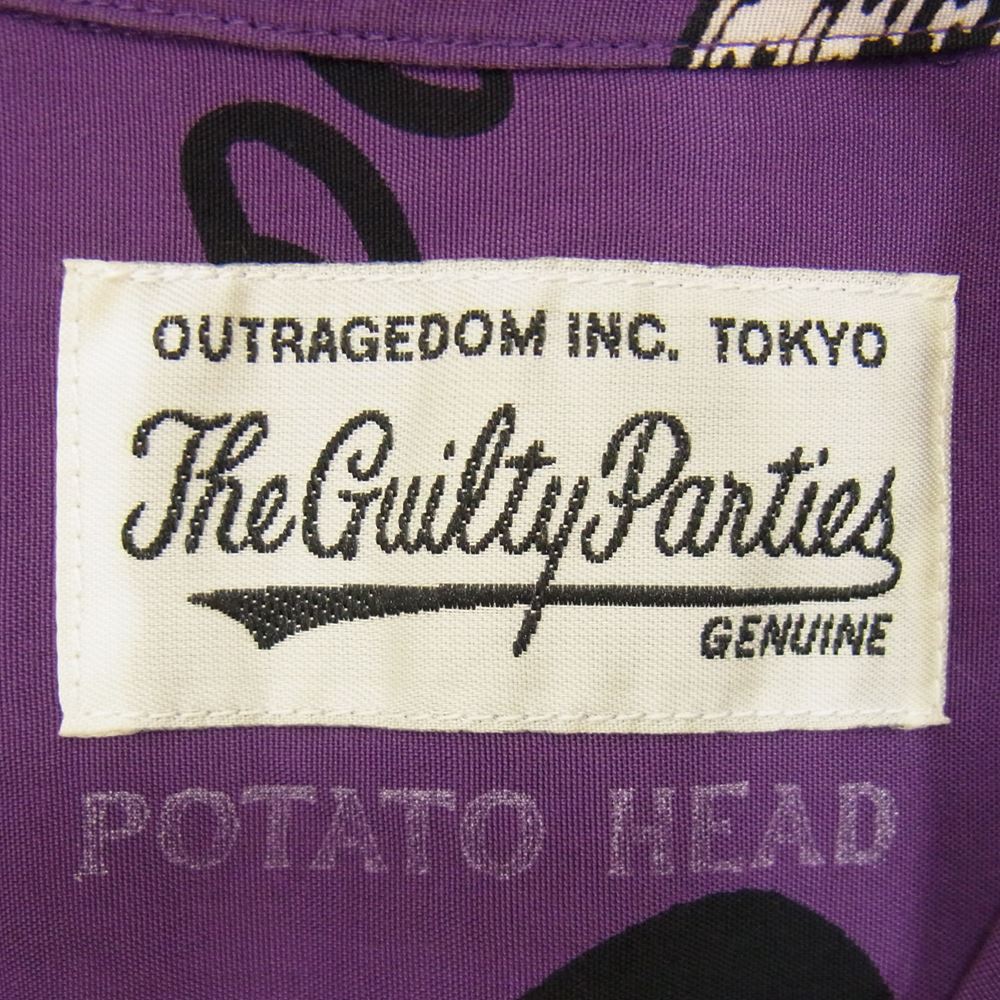 OUTRAGEDOM INC. TOKYO
The Guilty Parties
GENUINE
POTATO HEAD